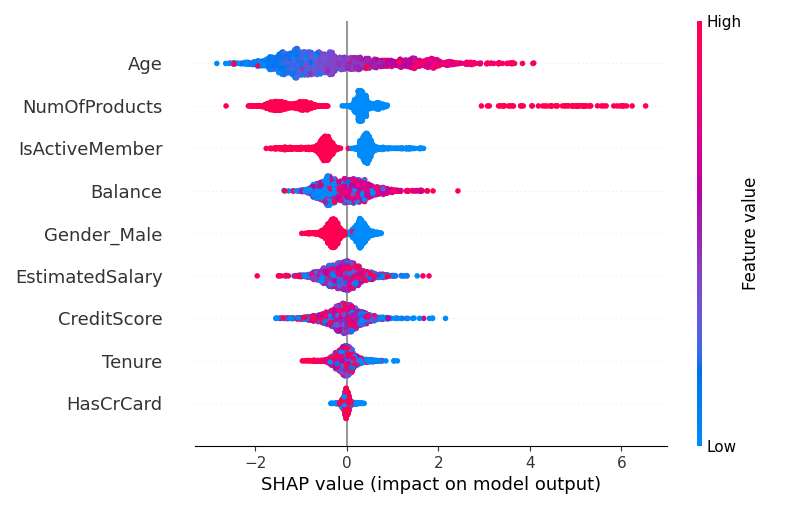 High
Age
NumOfProducts
IsActiveMember
Balance
Gender_Male
EstimatedSalary
CreditScore
Tenure
HasCrCard
Feature value
Low
−2 0 2 4 6
SHAP value (impact on model output)